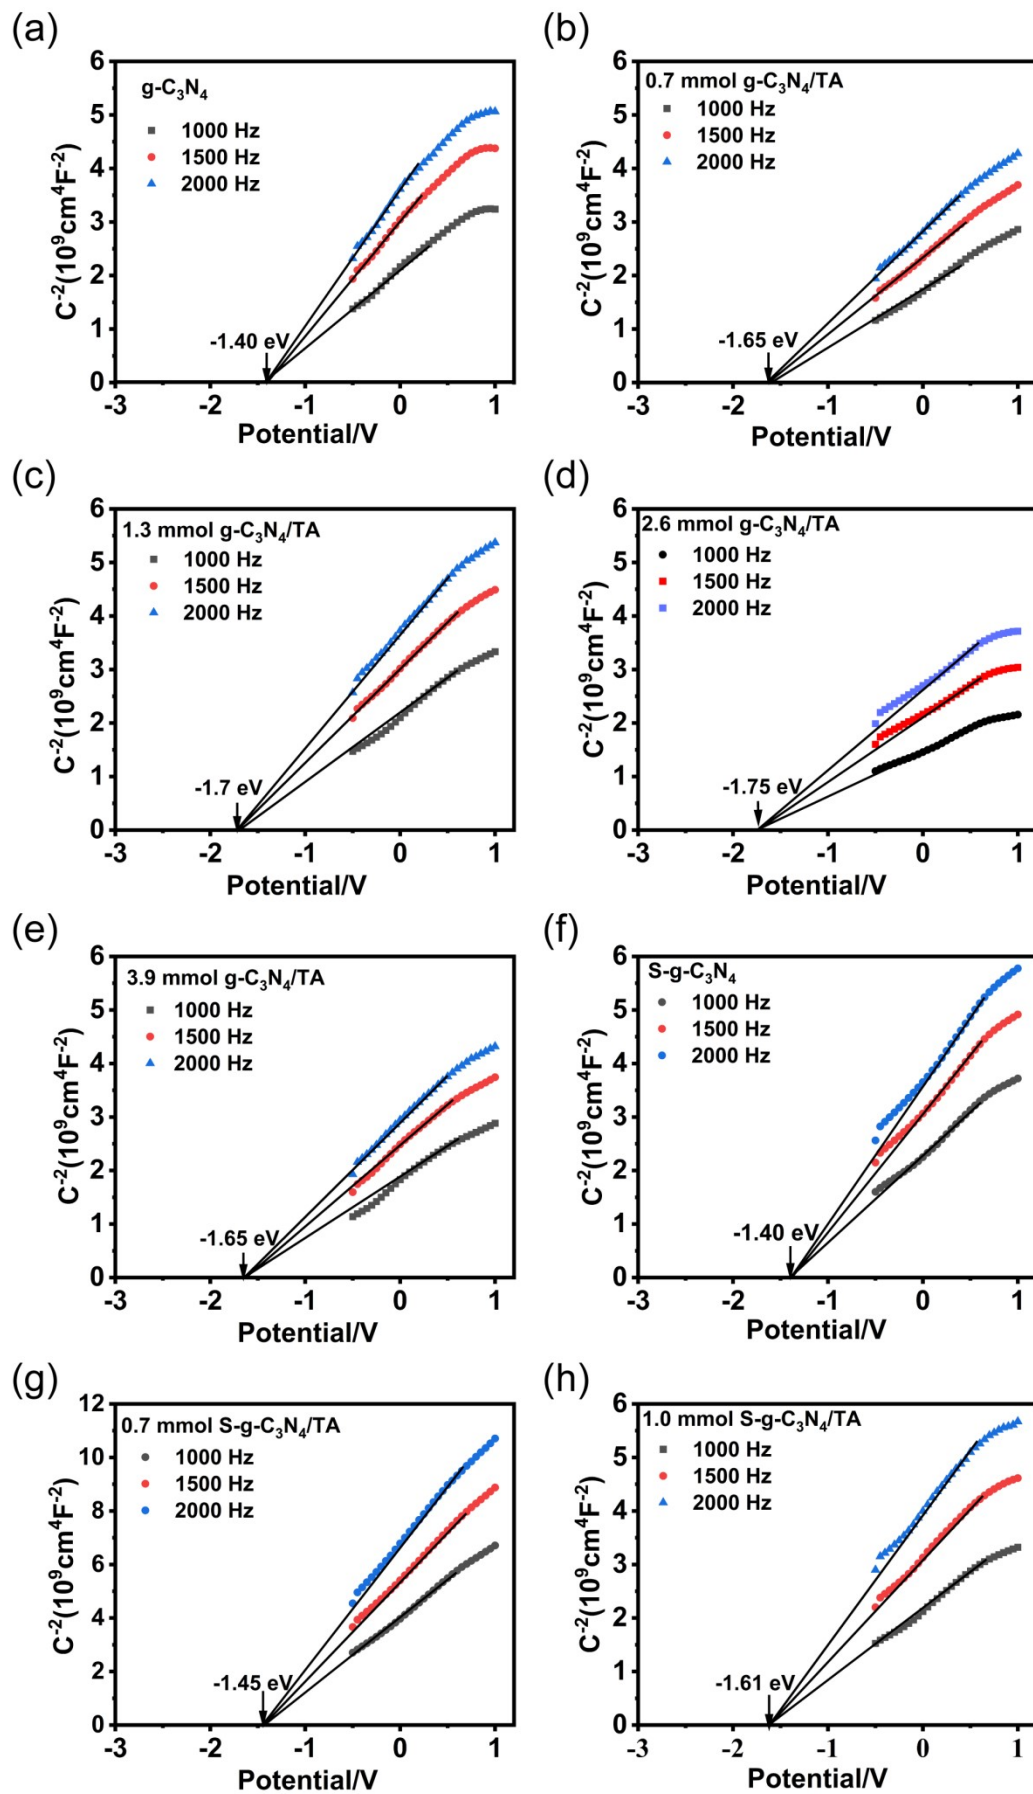 (a)
g-C₃N₄
1000 Hz
1500 Hz
2000 Hz
-1.40 eV
C⁻²(10⁹cm⁴F⁻²)
6
5
4
3
2
1
0
-3 -2 -1 0 1
Potential/V
(b)
0.7 mmol g-C₃N₄/TA
1000 Hz
1500 Hz
2000 Hz
-1.65 eV
C⁻²(10⁹cm⁴F⁻²)
6
5
4
3
2
1
0
-3 -2 -1 0 1
Potential/V
(c)
1.3 mmol g-C₃N₄/TA
1000 Hz
1500 Hz
2000 Hz
-1.7 eV
C⁻²(10⁹cm⁴F⁻²)
6
5
4
3
2
1
0
-3 -2 -1 0 1
Potential/V
(d)
2.6 mmol g-C₃N₄/TA
1000 Hz
1500 Hz
2000 Hz
-1.75 eV
C⁻²(10⁹cm⁴F⁻²)
6
5
4
3
2
1
0
-3 -2 -1 0 1
Potential/V
(e)
3.9 mmol g-C₃N₄/TA
1000 Hz
1500 Hz
2000 Hz
-1.65 eV
C⁻²(10⁹cm⁴F⁻²)
6
5
4
3
2
1
0
-3 -2 -1 0 1
Potential/V
(f)
S-g-C₃N₄
1000 Hz
1500 Hz
2000 Hz
-1.40 eV
C⁻²(10⁹cm⁴F⁻²)
6
5
4
3
2
1
0
-3 -2 -1 0 1
Potential/V
(g)
0.7 mmol S-g-C₃N₄/TA
1000 Hz
1500 Hz
2000 Hz
-1.45 eV
C⁻²(10⁹cm⁴F⁻²)
12
10
8
6
4
2
0
-3 -2 -1 0 1
Potential/V
(h)
1.0 mmol S-g-C₃N₄/TA
1000 Hz
1500 Hz
2000 Hz
-1.61 eV
C⁻²(10⁹cm⁴F⁻²)
6
5
4
3
2
1
0
-3 -2 -1 0 1
Potential/V